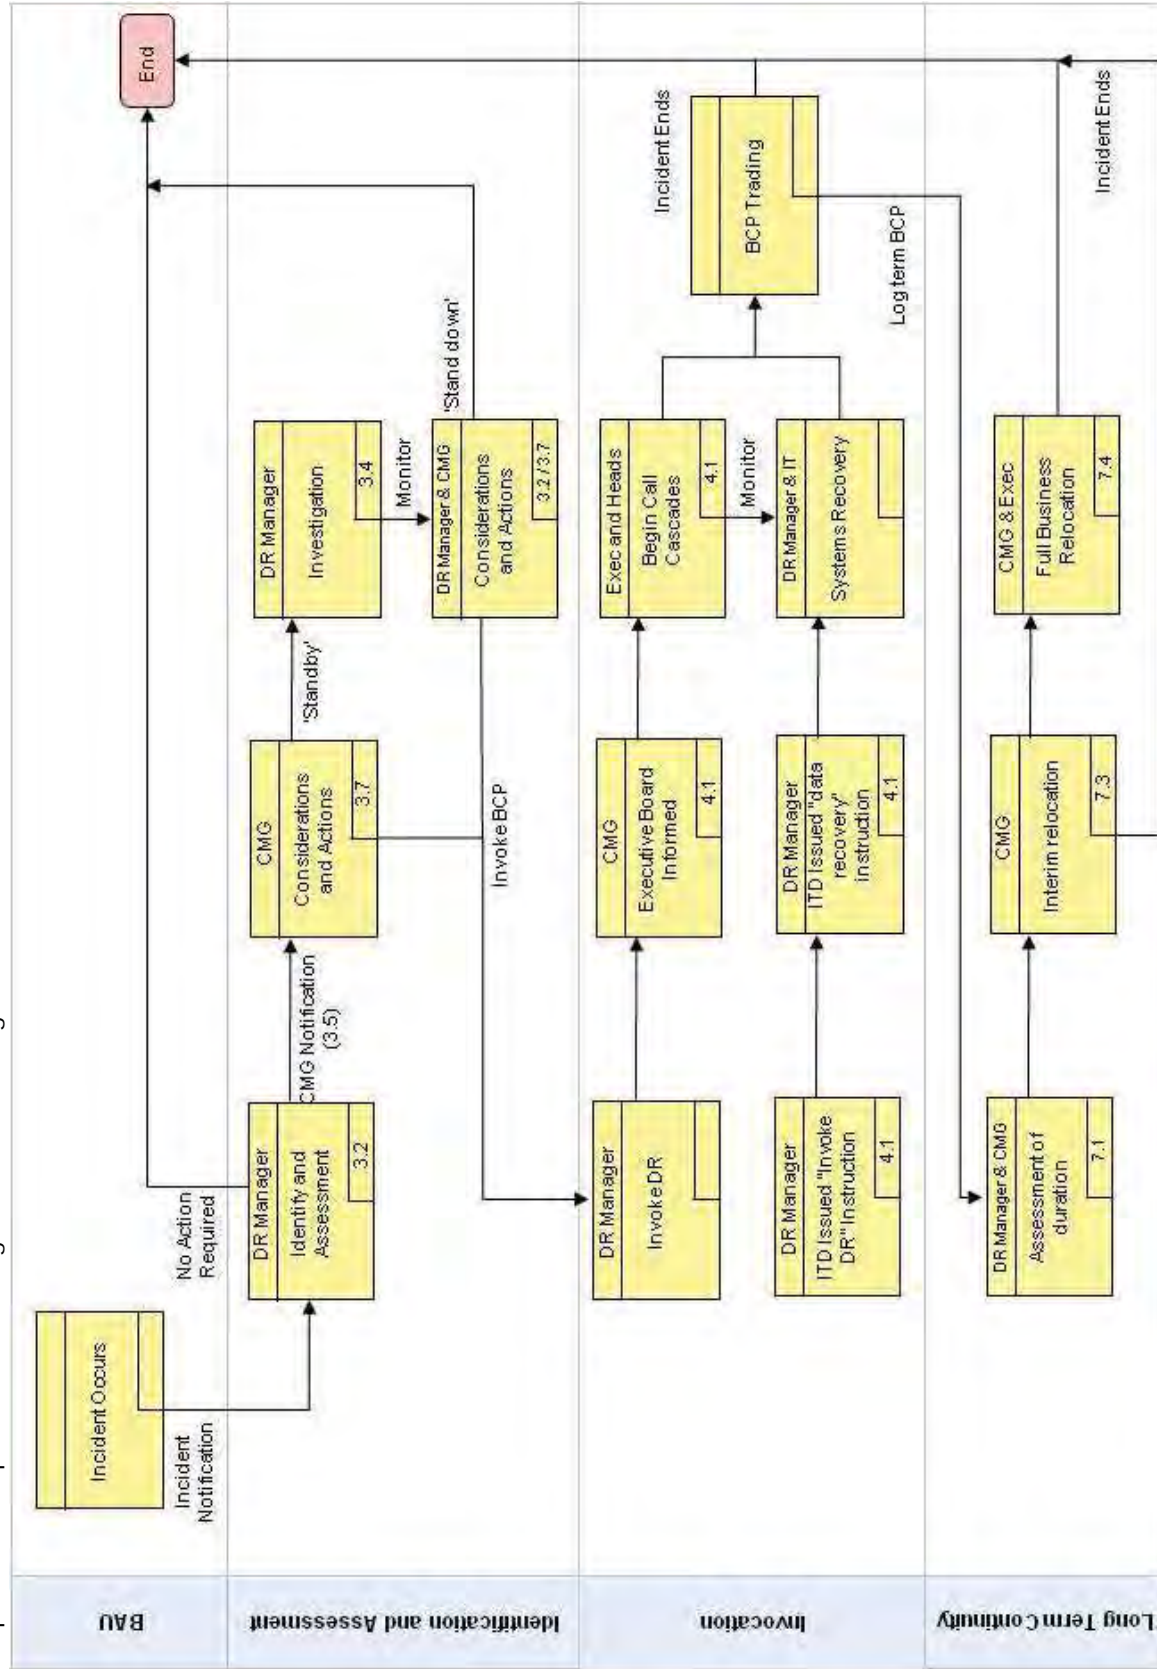 BAU
Incident Occurs
Incident
Notification
No Action
Required
End
Identification and Assessment
DR Manager
Identify and
Assessment
3.2
CMG Notification
(3.5)
CMG
Considerations
and Actions
3.7
'Standby'
DR Manager
Investigation
3.4
Monitor
DR Manager & CMG
Considerations
and Actions
3.2 / 3.7
'Stand down'
Invoke BCP
Invocation
DR Manager
Invoke DR
CMG
Executive Board
Informed
4.1
Exec and Heads
Begin Call
Cascades
4.1
Monitor
DR Manager
ITD Issued "Invoke
DR" Instruction
4.1
DR Manager
ITD Issued "data
recovery"
instruction
4.1
DR Manager & IT
Systems Recovery
BCP Trading
Incident Ends
Log term BCP
Long Term Continuity
DR Manager & CMG
Assessment of
duration
7.1
CMG
Interim relocation
7.3
CMG & Exec
Full Business
Relocation
7.4
Incident Ends